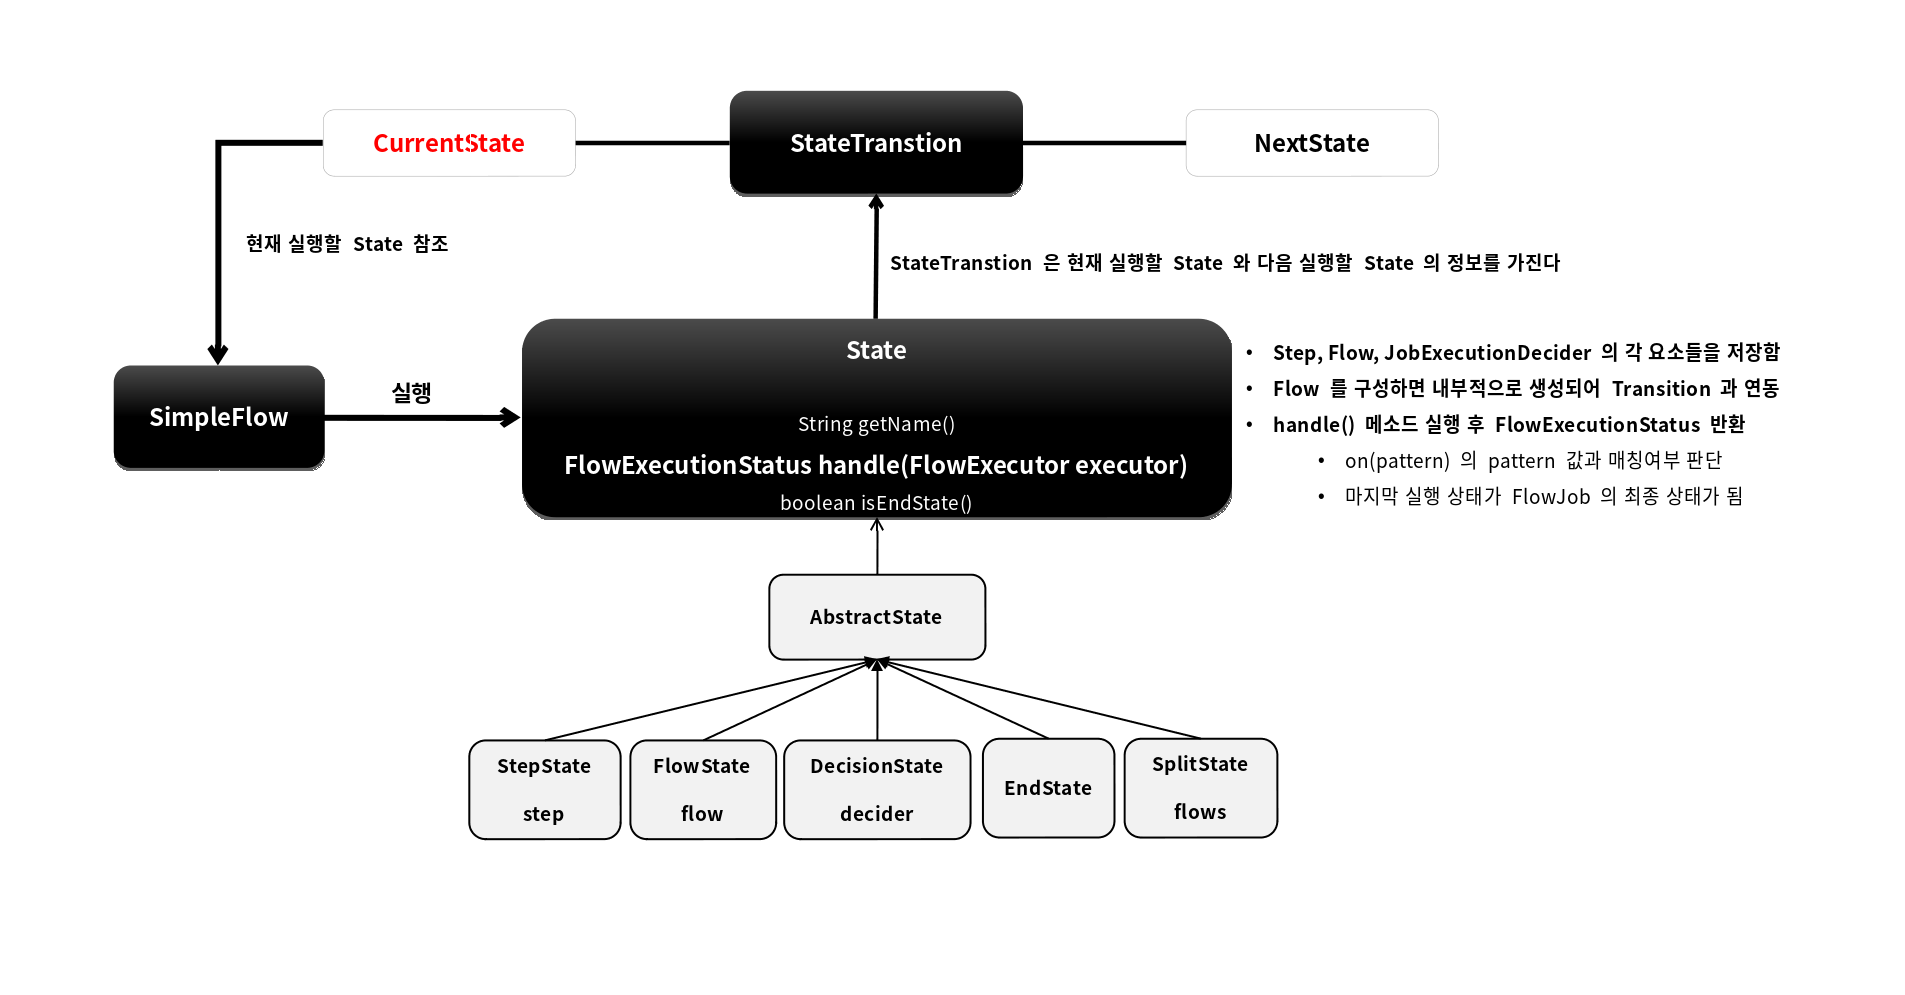 CurrentState
StateTranstion
NextState
현재 실행할 State 참조
StateTranstion 은 현재 실행할 State 와 다음 실행할 State 의 정보를 가진다
SimpleFlow
실행
State
String getName()
FlowExecutionStatus handle(FlowExecutor executor)
boolean isEndState()
• Step, Flow, JobExecutionDecider 의 각 요소들을 저장함
• Flow 를 구성하면 내부적으로 생성되어 Transition 과 연동
• handle() 메소드 실행 후 FlowExecutionStatus 반환
• on(pattern) 의 pattern 값과 매칭여부 판단
• 마지막 실행 상태가 FlowJob 의 최종 상태가 됨
AbstractState
StepState
step
FlowState
flow
DecisionState
decider
EndState
SplitState
flows